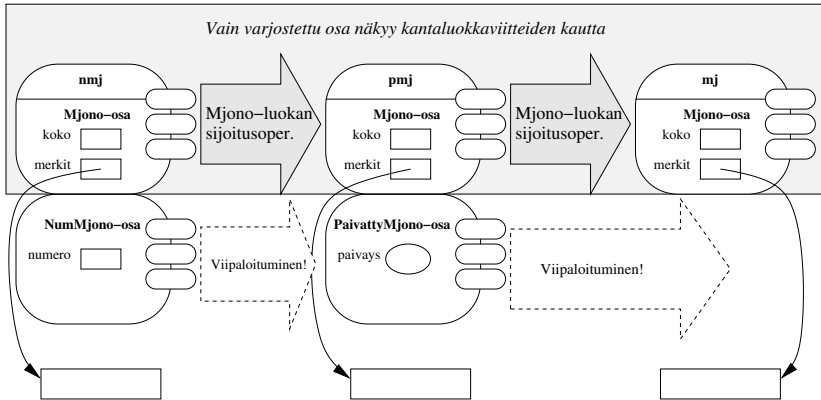 Vain varjostettu osa näkyy kantaluokkaviitteiden kautta
nmj
Mjono−osa
koko
merkit
Mjono−luokan
sijoitusoper.
pmj
Mjono−osa
koko
merkit
Mjono−luokan
sijoitusoper.
mj
Mjono−osa
koko
merkit
NumMjono−osa
numero
Viipaloituminen!
PaivattyMjono−osa
paivays
Viipaloituminen!